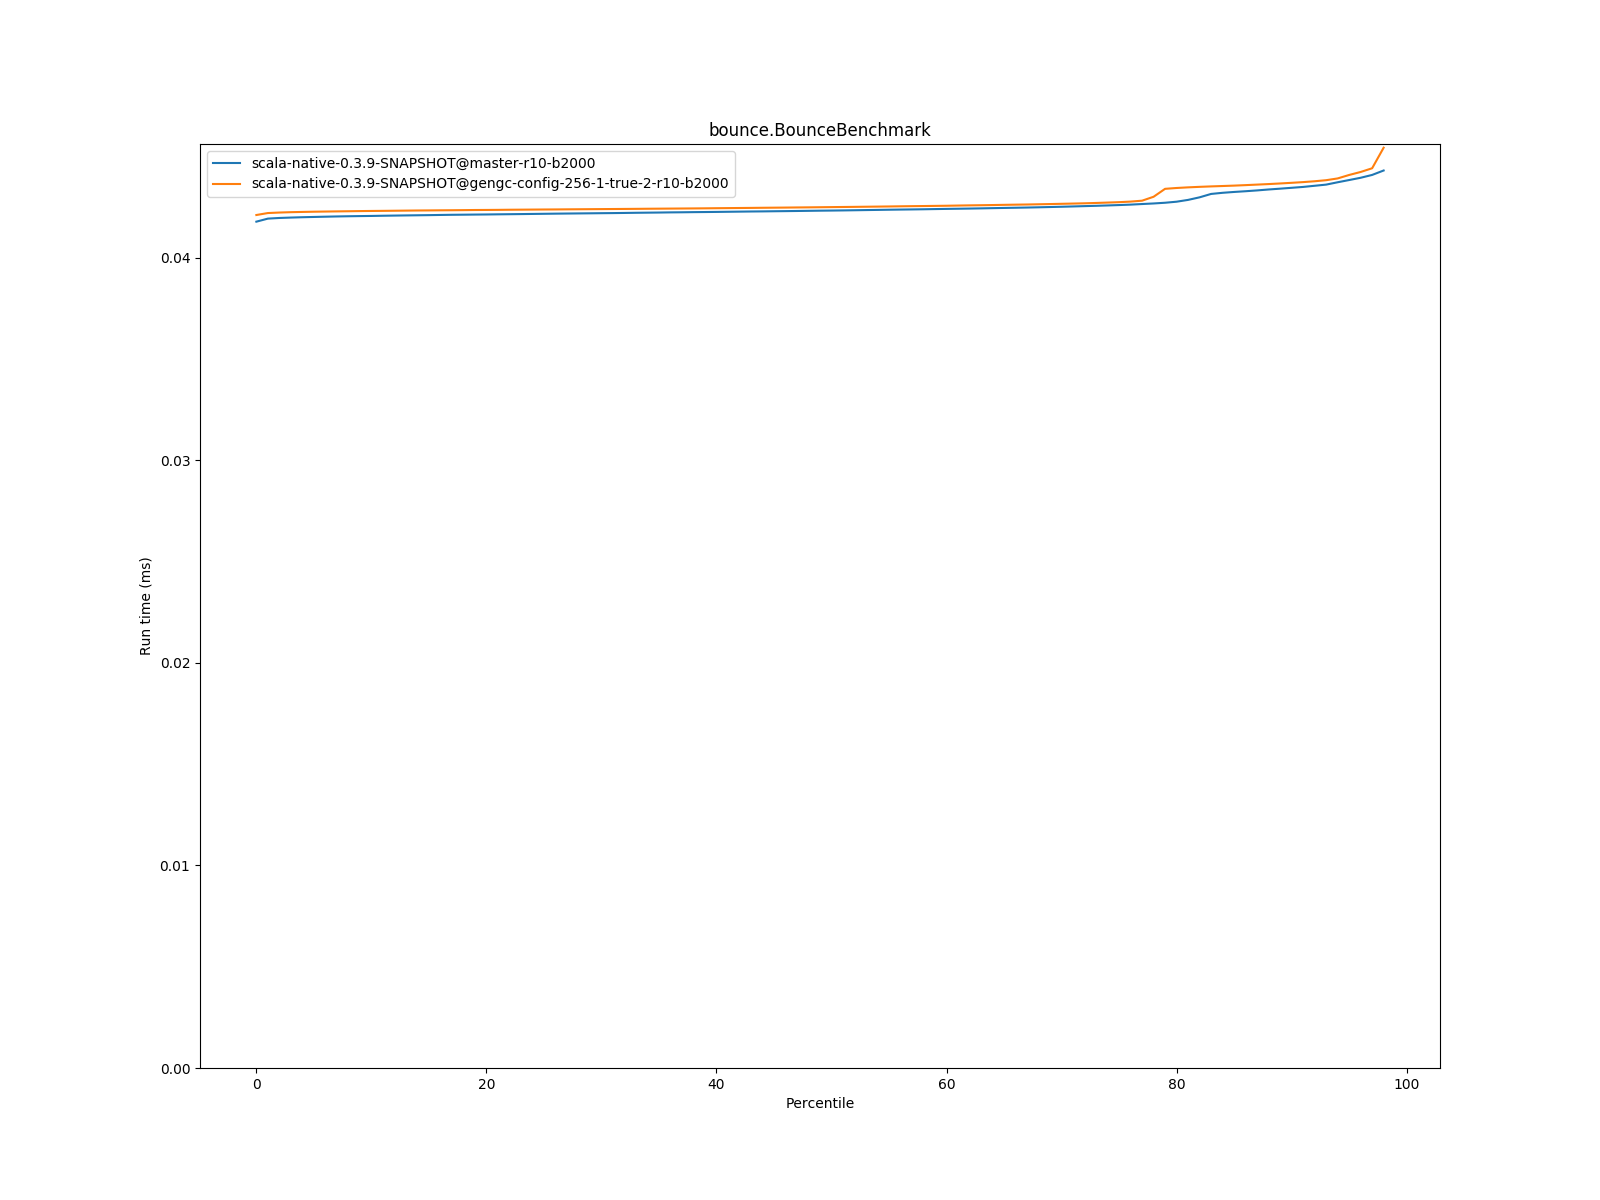 bounce.BounceBenchmark
scala-native-0.3.9-SNAPSHOT@master-r10-b2000
scala-native-0.3.9-SNAPSHOT@gengc-config-256-1-true-2-r10-b2000
0.04
0.03
0.02
0.01
0.00
Run time (ms)
0 20 40 60 80 100
Percentile